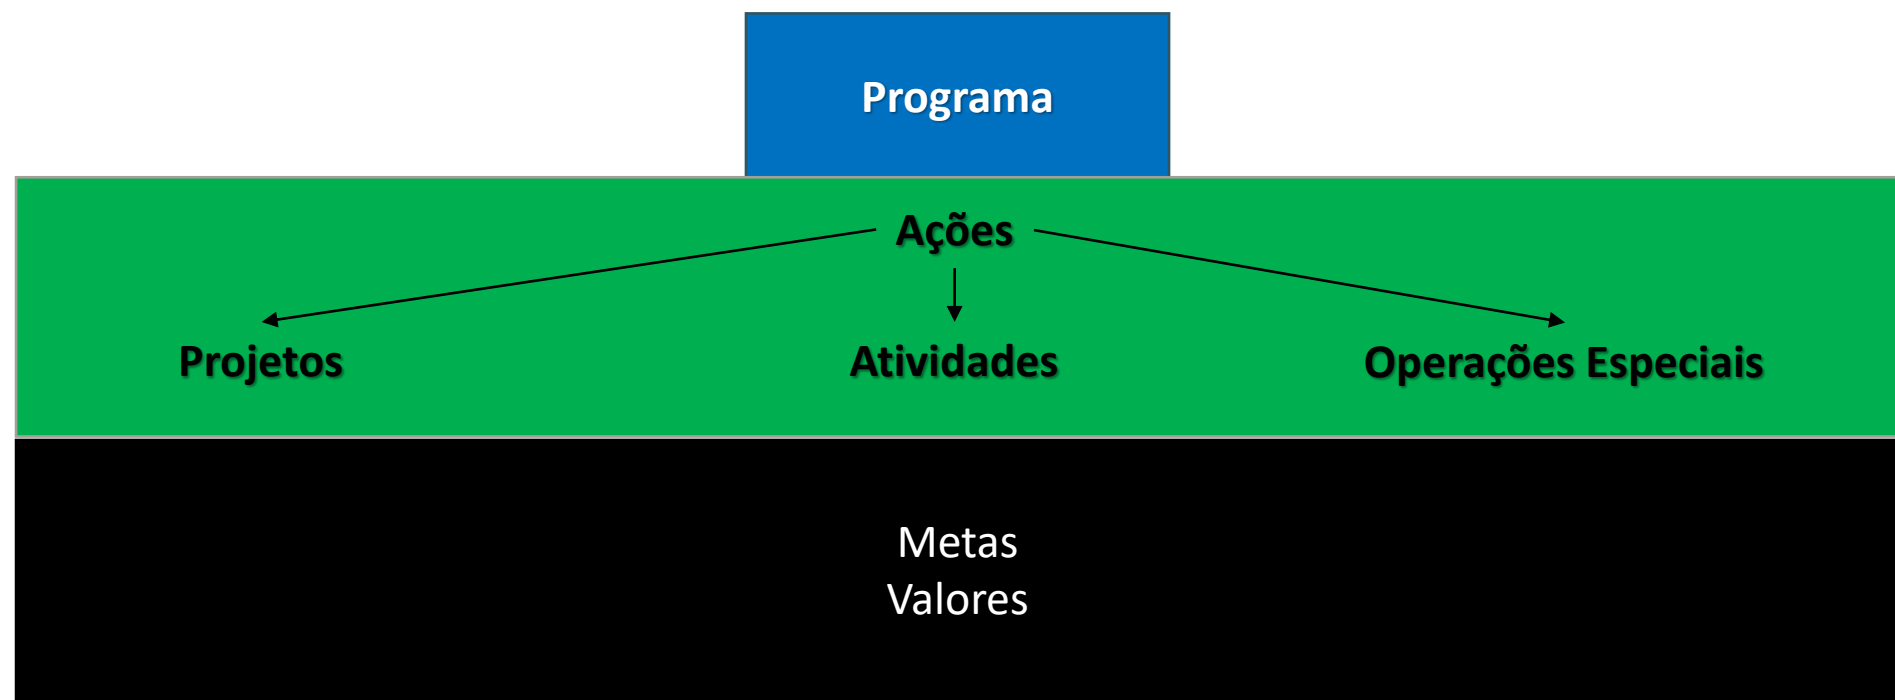 Programa
Ações
Projetos
Atividades
Operações Especiais
Metas
Valores